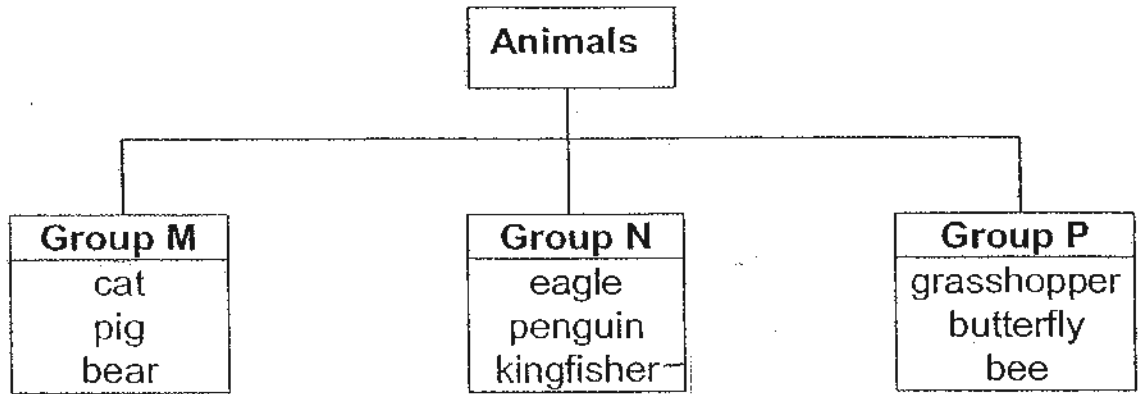 Animals
Group M
cat
pig
bear
Group N
eagle
penguin
kingfisher
Group P
grasshopper
butterfly
bee